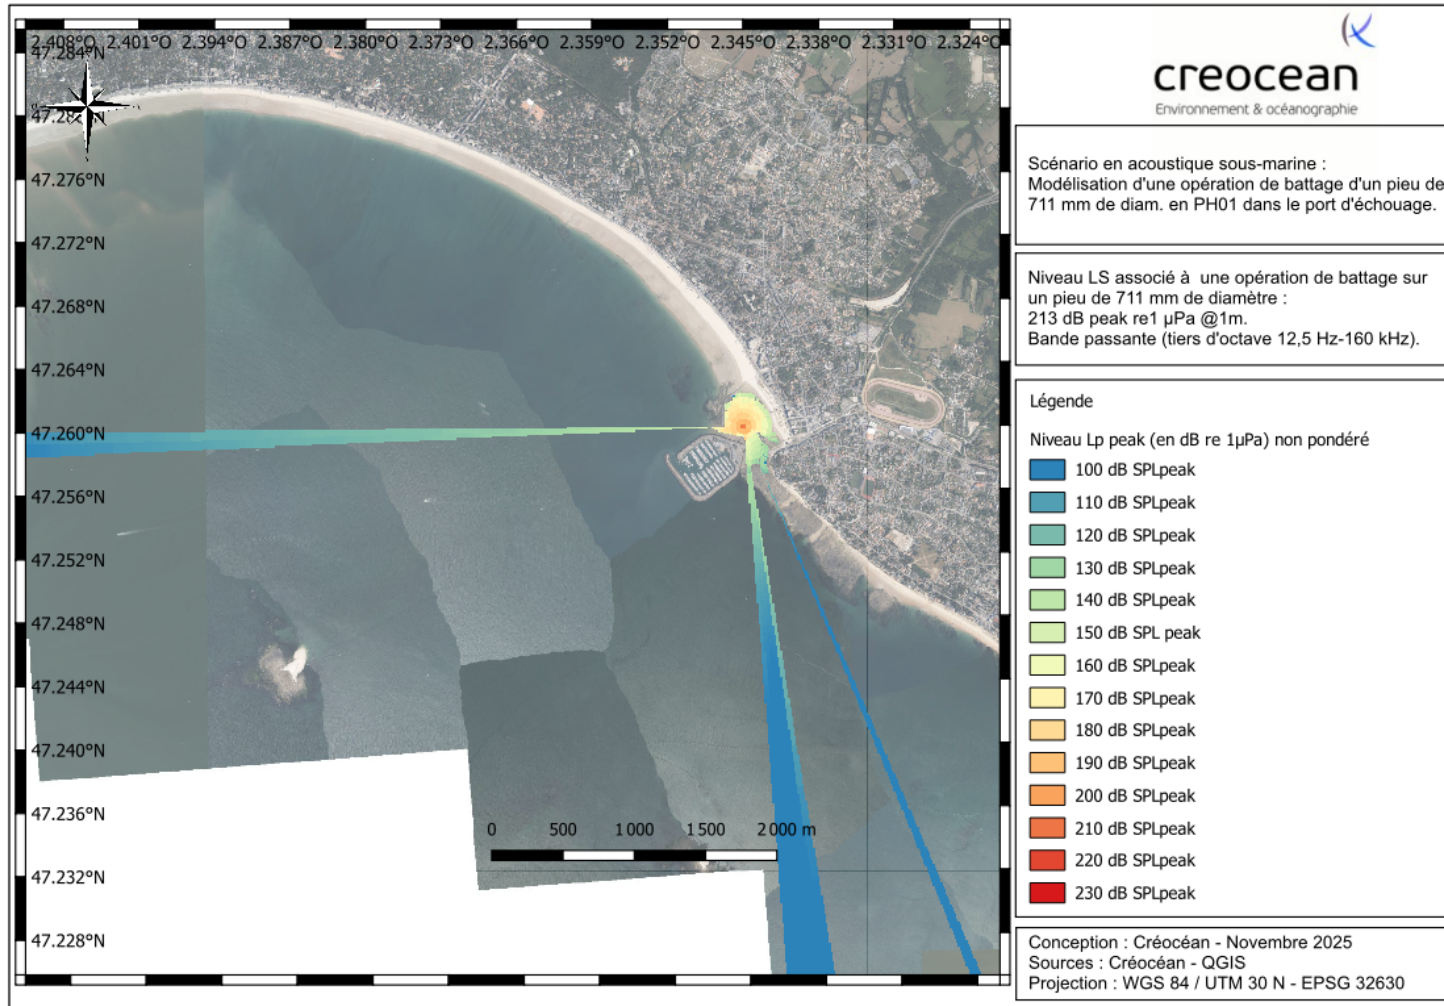 2.408°O 2.401°O 2.394°O 2.387°O 2.380°O 2.373°O 2.366°O 2.359°O 2.352°O 2.345°O 2.338°O 2.331°O 2.324°O
47.284°N
47.276°N
47.272°N
47.268°N
47.264°N
47.260°N
47.256°N
47.252°N
47.248°N
47.244°N
47.240°N
47.236°N
47.232°N
47.228°N
0 500 1000 1500 2000 m
creocean
Environnement & océanographie
Scénario en acoustique sous-marine :
Modélisation d'une opération de battage d'un pieu de
711 mm de diam. en PH01 dans le port d'échouage.
Niveau LS associé à une opération de battage sur
un pieu de 711 mm de diamètre :
213 dB peak re1 µPa @1m.
Bande passante (tiers d'octave 12,5 Hz-160 kHz).
Légende
Niveau Lp peak (en dB re 1µPa) non pondéré
100 dB SPLpeak
110 dB SPLpeak
120 dB SPLpeak
130 dB SPLpeak
140 dB SPLpeak
150 dB SPL peak
160 dB SPLpeak
170 dB SPLpeak
180 dB SPLpeak
190 dB SPLpeak
200 dB SPLpeak
210 dB SPLpeak
220 dB SPLpeak
230 dB SPLpeak
Conception : Créocéan - Novembre 2025
Sources : Créocéan - QGIS
Projection : WGS 84 / UTM 30 N - EPSG 32630